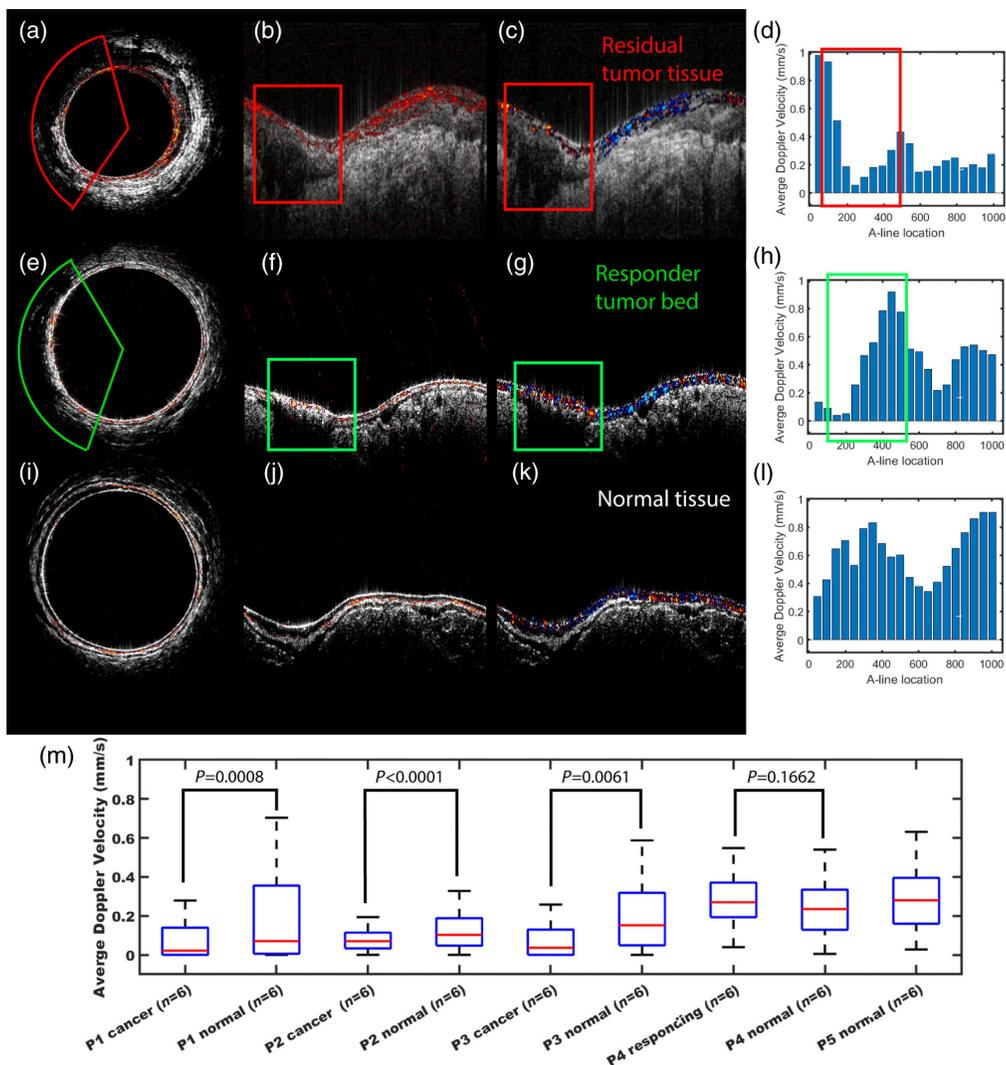 (a)
(b)
(c)
Residual
tumor tissue
(d)
Averge Doppler Velocity (mm/s)
1
0.8
0.6
0.4
0.2
0
0 200 400 600 800 1000
A-line location
(e)
(f)
(g)
Responder
tumor bed
(h)
Averge Doppler Velocity (mm/s)
1
0.8
0.6
0.4
0.2
0
0 200 400 600 800 1000
A-line location
(i)
(j)
(k)
Normal tissue
(l)
Averge Doppler Velocity (mm/s)
1
0.8
0.6
0.4
0.2
0
0 200 400 600 800 1000
A-line location
(m)
Averge Doppler Velocity (mm/s)
1
0.8
0.6
0.4
0.2
0
P=0.0008
P<0.0001
P=0.0061
P=0.1662
P1 cancer (n=6)
P1 normal (n=6)
P2 cancer (n=6)
P2 normal (n=6)
P3 cancer (n=6)
P3 normal (n=6)
P4 responding (n=6)
P4 normal (n=6)
P5 normal (n=6)